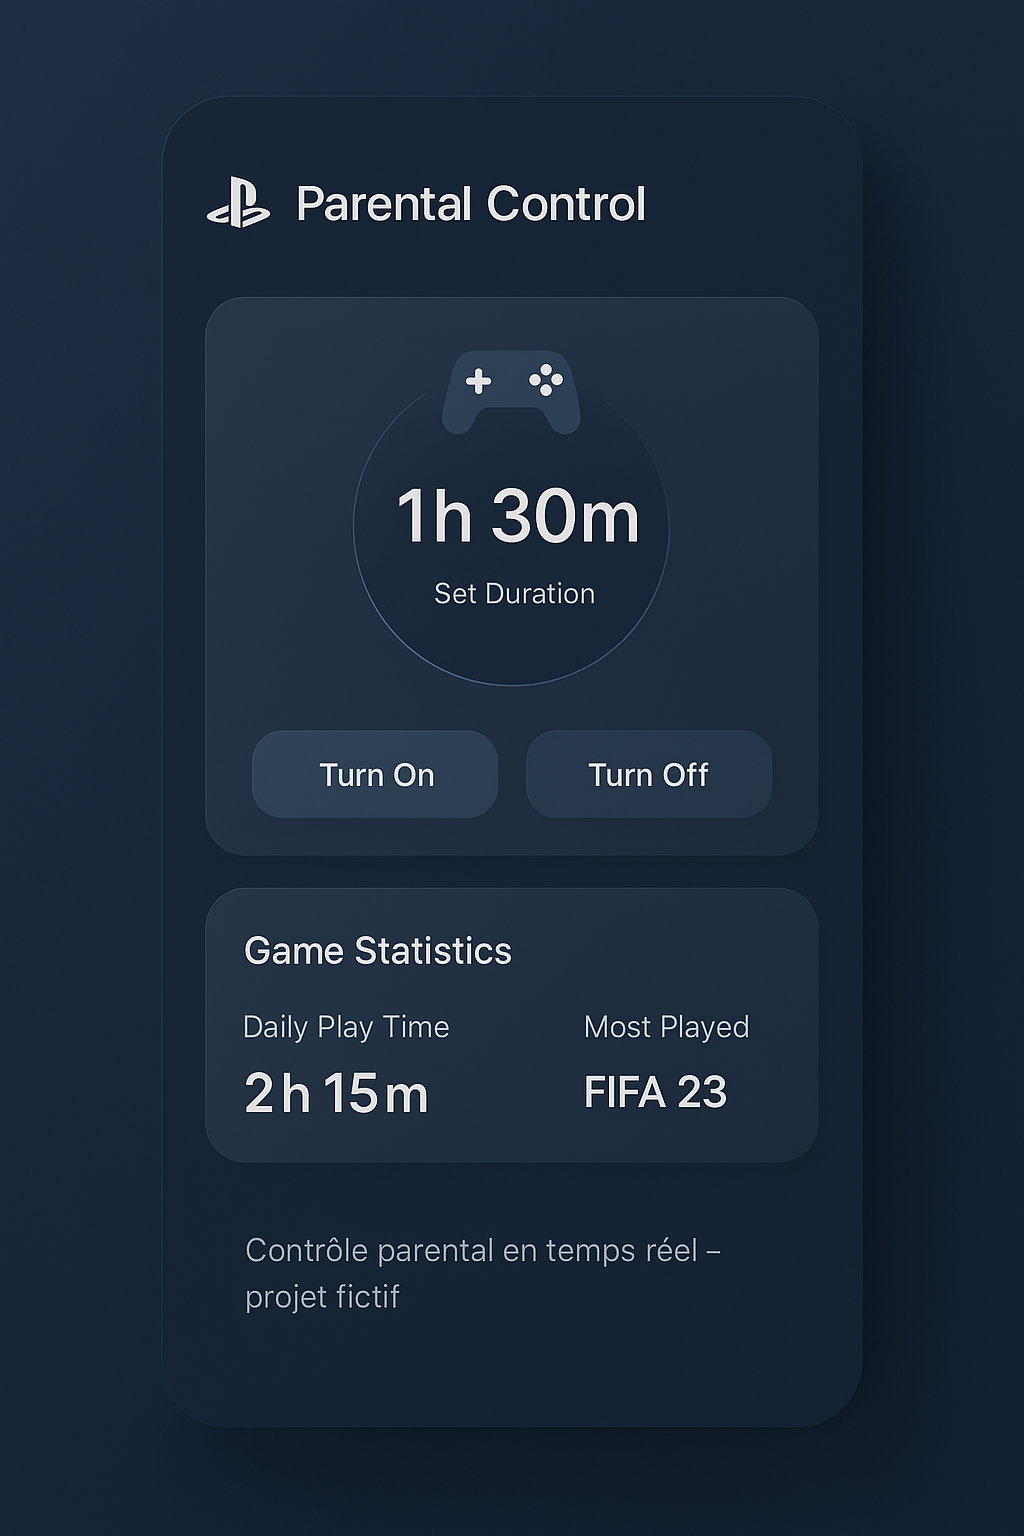 Parental Control
1h 30m
Set Duration
Turn On
Turn Off
Game Statistics
Daily Play Time
Most Played
2h 15m
FIFA 23
Contrôle parental en temps réel –
projet fictif